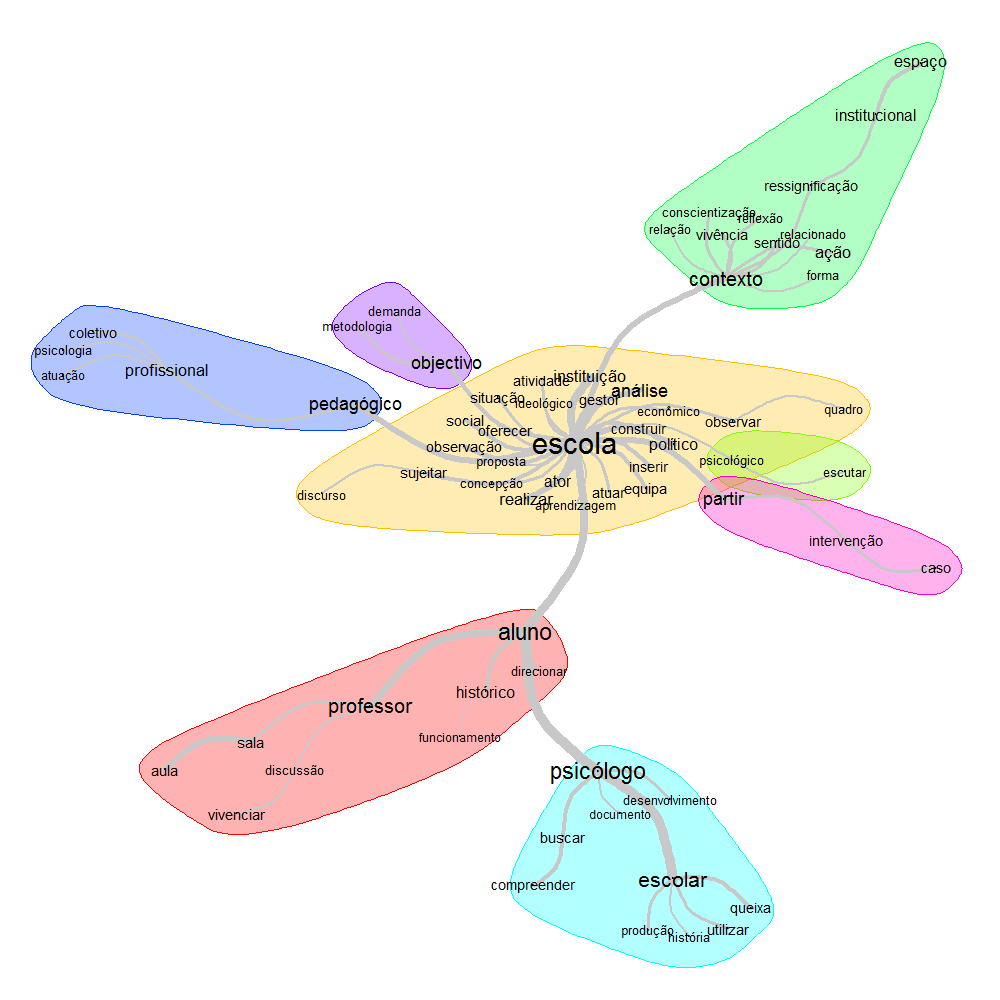 espaço
institucional
ressignificação
conscientização
reflexão
relação
vivência
relacionado
sentido
ação
forma
contexto
demanda
metodologia
objectivo
coletivo
psicologia
atuação
profissional
pedagógico
instituição
atividade
análise
situação
ideológico
gestor
econômico
quadro
social
oferecer
construir
observar
escola
observação
político
proposta
psicológico
inserir
sujeitar
escutar
concepção
ator
equipa
discurso
realizar
atuar
aprendizagem
partir
intervenção
caso
aluno
direcionar
histórico
professor
funcionamento
sala
aula
discussão
vivenciar
psicólogo
desenvolvimento
documento
buscar
compreender
escolar
queixa
produção
história
utilizar